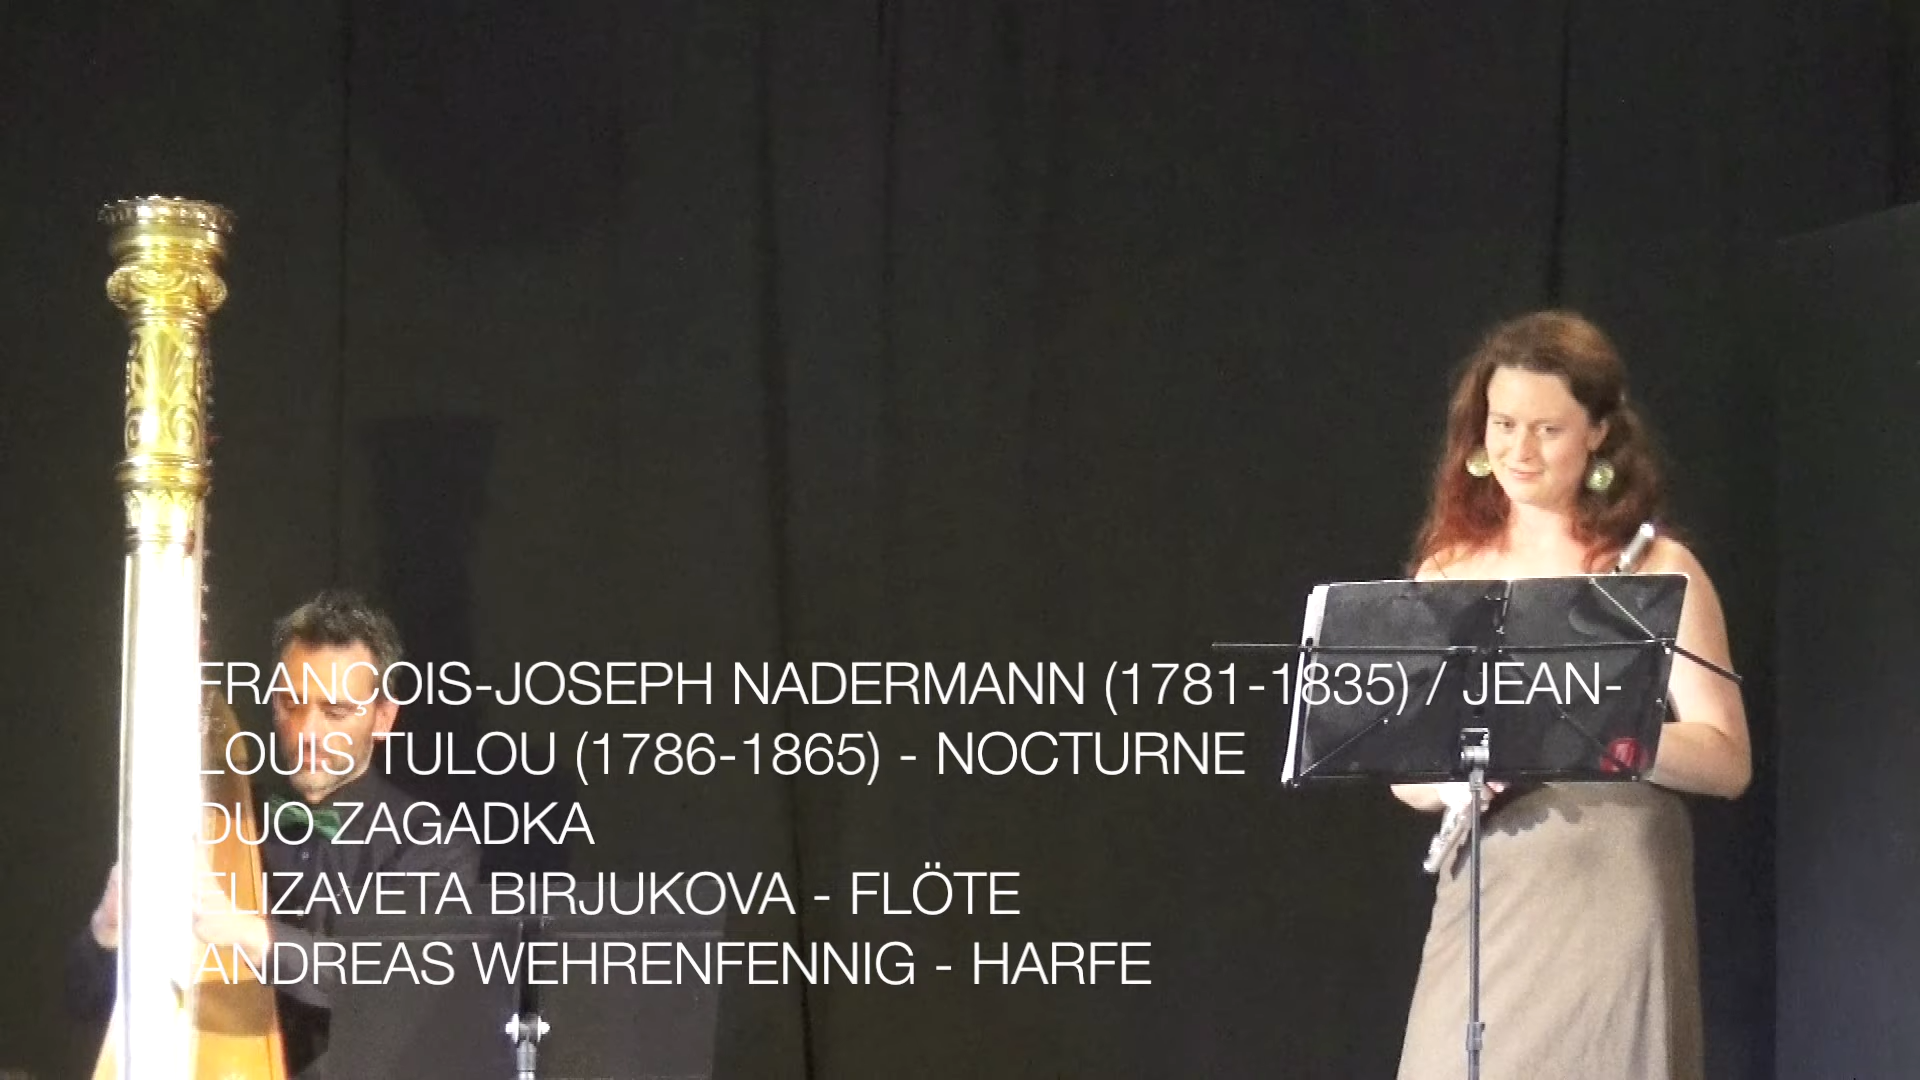 FRANÇOIS-JOSEPH NADERMANN (1781-1835) / JEAN-
LOUIS TULOU (1786-1865) - NOCTURNE
DUO ZAGADKA
ELIZAVETA BIRJUKOVA - FLÖTE
ANDREAS WEHRENFENNIG - HARFE